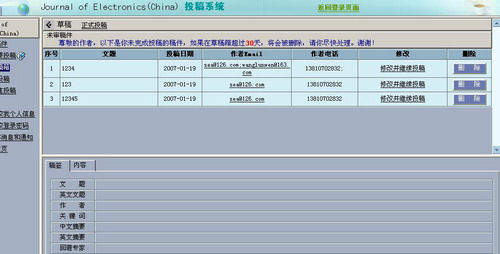 Journal of Electronics(China) 投稿系统 返回登录页面
草稿 正式投稿
未审稿件
尊敬的作者，以下是你未完成投稿的稿件，如果在草稿箱超过30天，将会被删除，请你尽快处理。谢谢！
序号 文题 投稿日期 作者Email 作者电话 修改 删除
1 1234 2007-01-19 13810702832; 修改并继续投稿 删 除
2 123 2007-01-19 zea@126.com 13810702832 修改并继续投稿 删 除
3 12345 2007-01-19 zea@126.com 13810702832 修改并继续投稿 删 除
稿签 内容
文 题
英文文题
作 者
关 键 词
中文摘要
英文摘要
回避专家
of
China)
稿件
投稿
投稿
改个人信息
登录密码
消息和通知
页